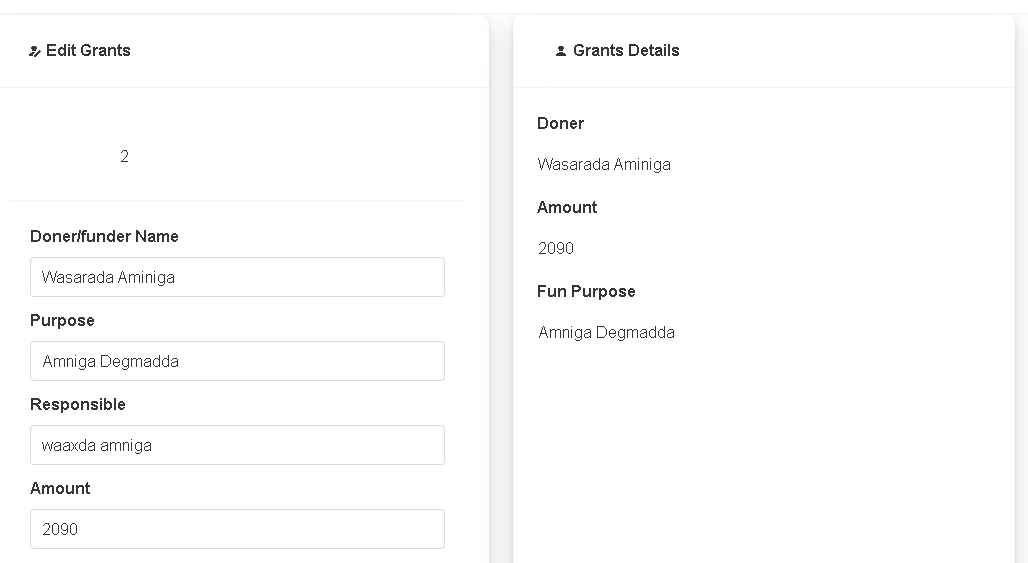 Edit Grants
2
Doner/funder Name
Wasarada Aminiga
Purpose
Amniga Degmadda
Responsible
waaxda amniga
Amount
2090
Grants Details
Doner
Wasarada Aminiga
Amount
2090
Fun Purpose
Amniga Degmadda